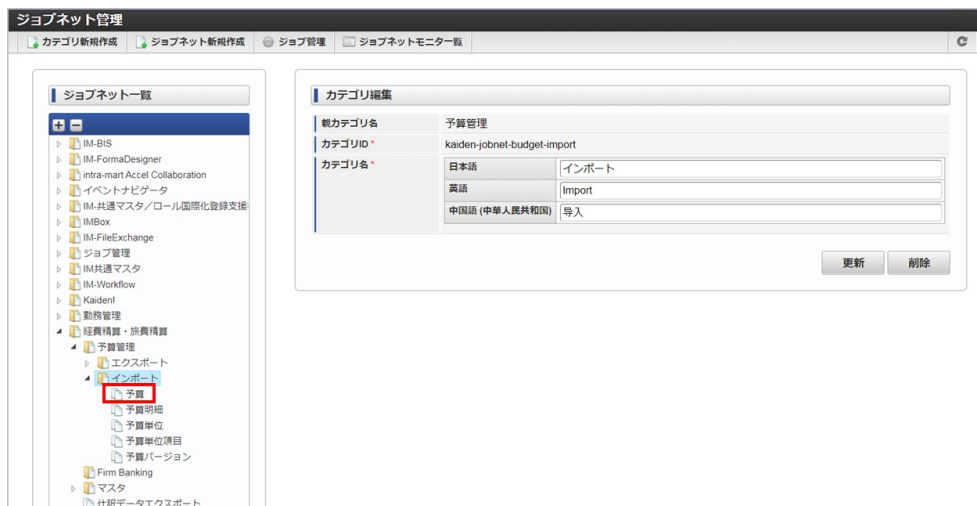 ジョブネット管理
カテゴリ新規作成 ジョブネット新規作成 ジョブ管理 ジョブネットモニタ一覧
ジョブネット一覧
IM-BIS
IM-FormaDesigner
intra-mart Accel Collaboration
イベントナビゲータ
IM-共通マスタ／ロール国際化登録支援
IMBox
IM-FileExchange
ジョブ管理
IM共通マスタ
IM-Workflow
Kaiden!
勤務管理
経費精算・旅費精算
予算管理
エクスポート
インポート
予算
予算明細
予算単位
予算単位項目
予算バージョン
Firm Banking
マスタ
仕訳データエクスポート
カテゴリ編集
親カテゴリ名 予算管理
カテゴリID * kaiden-jobnet-budget-import
カテゴリ名 * 日本語 インポート
英語 Import
中国語 (中華人民共和国) 导入
更新 削除